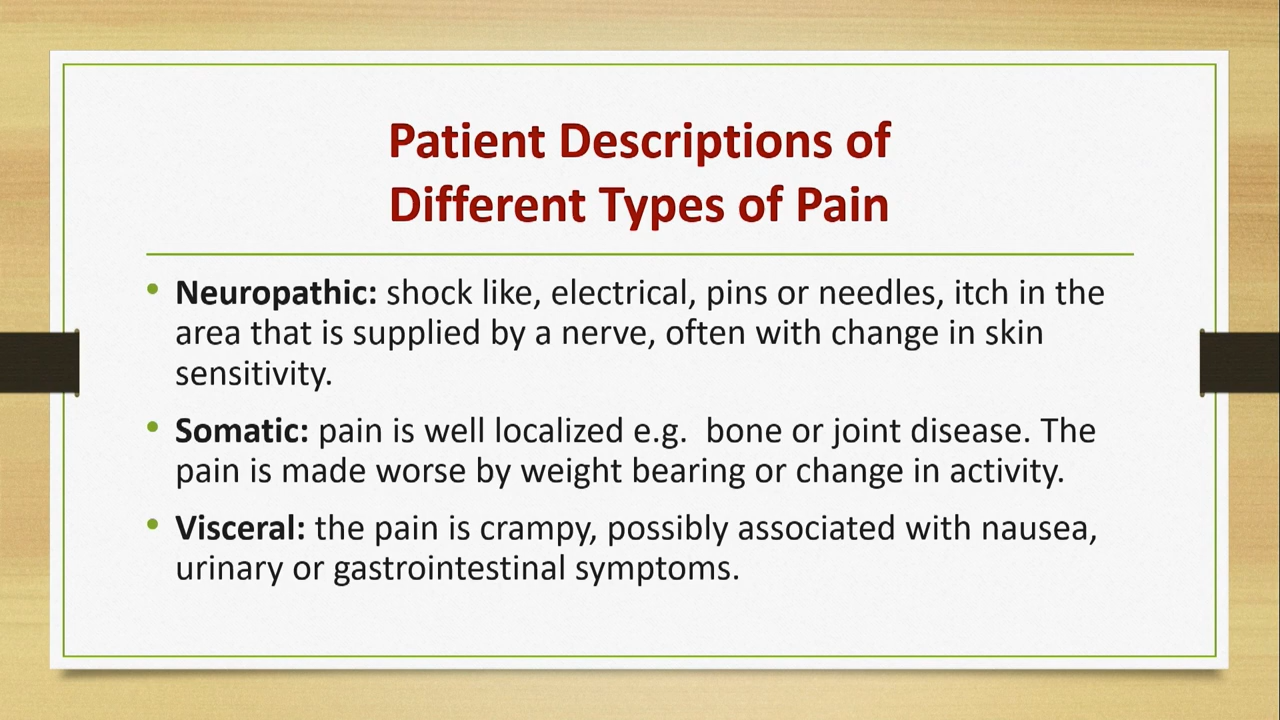 Patient Descriptions of
Different Types of Pain
• Neuropathic: shock like, electrical, pins or needles, itch in the
area that is supplied by a nerve, often with change in skin
sensitivity.
• Somatic: pain is well localized e.g.  bone or joint disease. The
pain is made worse by weight bearing or change in activity.
• Visceral: the pain is crampy, possibly associated with nausea,
urinary or gastrointestinal symptoms.